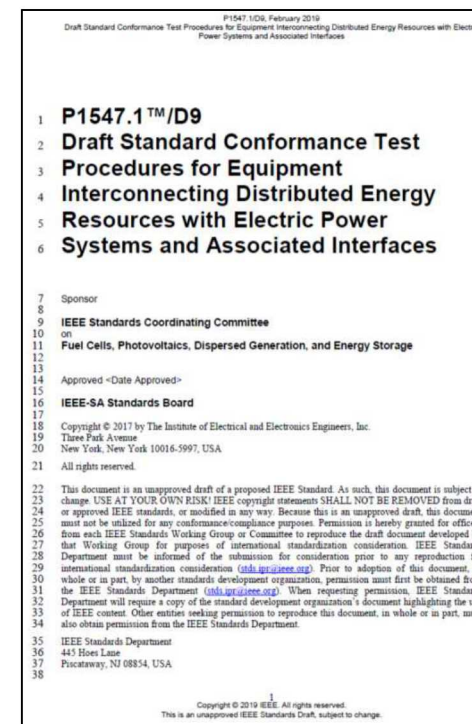 P1547.1/D9, February 2019
Draft Standard Conformance Test Procedures for Equipment Interconnecting Distributed Energy Resources with Electr
Power Systems and Associated Interfaces
1 P1547.1™/D9
2 Draft Standard Conformance Test
3 Procedures for Equipment
4 Interconnecting Distributed Energy
5 Resources with Electric Power
6 Systems and Associated Interfaces
7 Sponsor
8
9 IEEE Standards Coordinating Committee
10 on
11 Fuel Cells, Photovoltaics, Dispersed Generation, and Energy Storage
12
13
14 Approved <Date Approved>
15
16 IEEE-SA Standards Board
17
18 Copyright © 2017 by The Institute of Electrical and Electronics Engineers, Inc.
19 Three Park Avenue
20 New York, New York 10016-5997, USA
21 All rights reserved.
22 This document is an unapproved draft of a proposed IEEE Standard. As such, this document is subject
23 change. USE AT YOUR OWN RISK! IEEE copyright statements SHALL NOT BE REMOVED from dr
24 or approved IEEE standards, or modified in any way. Because this is an unapproved draft, this docume
25 must not be utilized for any conformance/compliance purposes. Permission is hereby granted for office
26 from each IEEE Standards Working Group or Committee to reproduce the draft document developed
27 that Working Group for purposes of international standardization consideration. IEEE Standar
28 Department must be informed of the submission for consideration prior to any reproduction f
29 international standardization consideration (stds.ipr@ieee.org). Prior to adoption of this document,
30 whole or in part, by another standards development organization, permission must first be obtained fro
31 the IEEE Standards Department (stds.ipr@ieee.org). When requesting permission, IEEE Standar
32 Department will require a copy of the standard development organization's document highlighting the u
33 of IEEE content. Other entities seeking permission to reproduce this document, in whole or in part, mu
34 also obtain permission from the IEEE Standards Department.
35 IEEE Standards Department
36 445 Hoes Lane
37 Piscataway, NJ 08854, USA
38
1
Copyright © 2019 IEEE. All rights reserved.
This is an unapproved IEEE Standards Draft, subject to change.